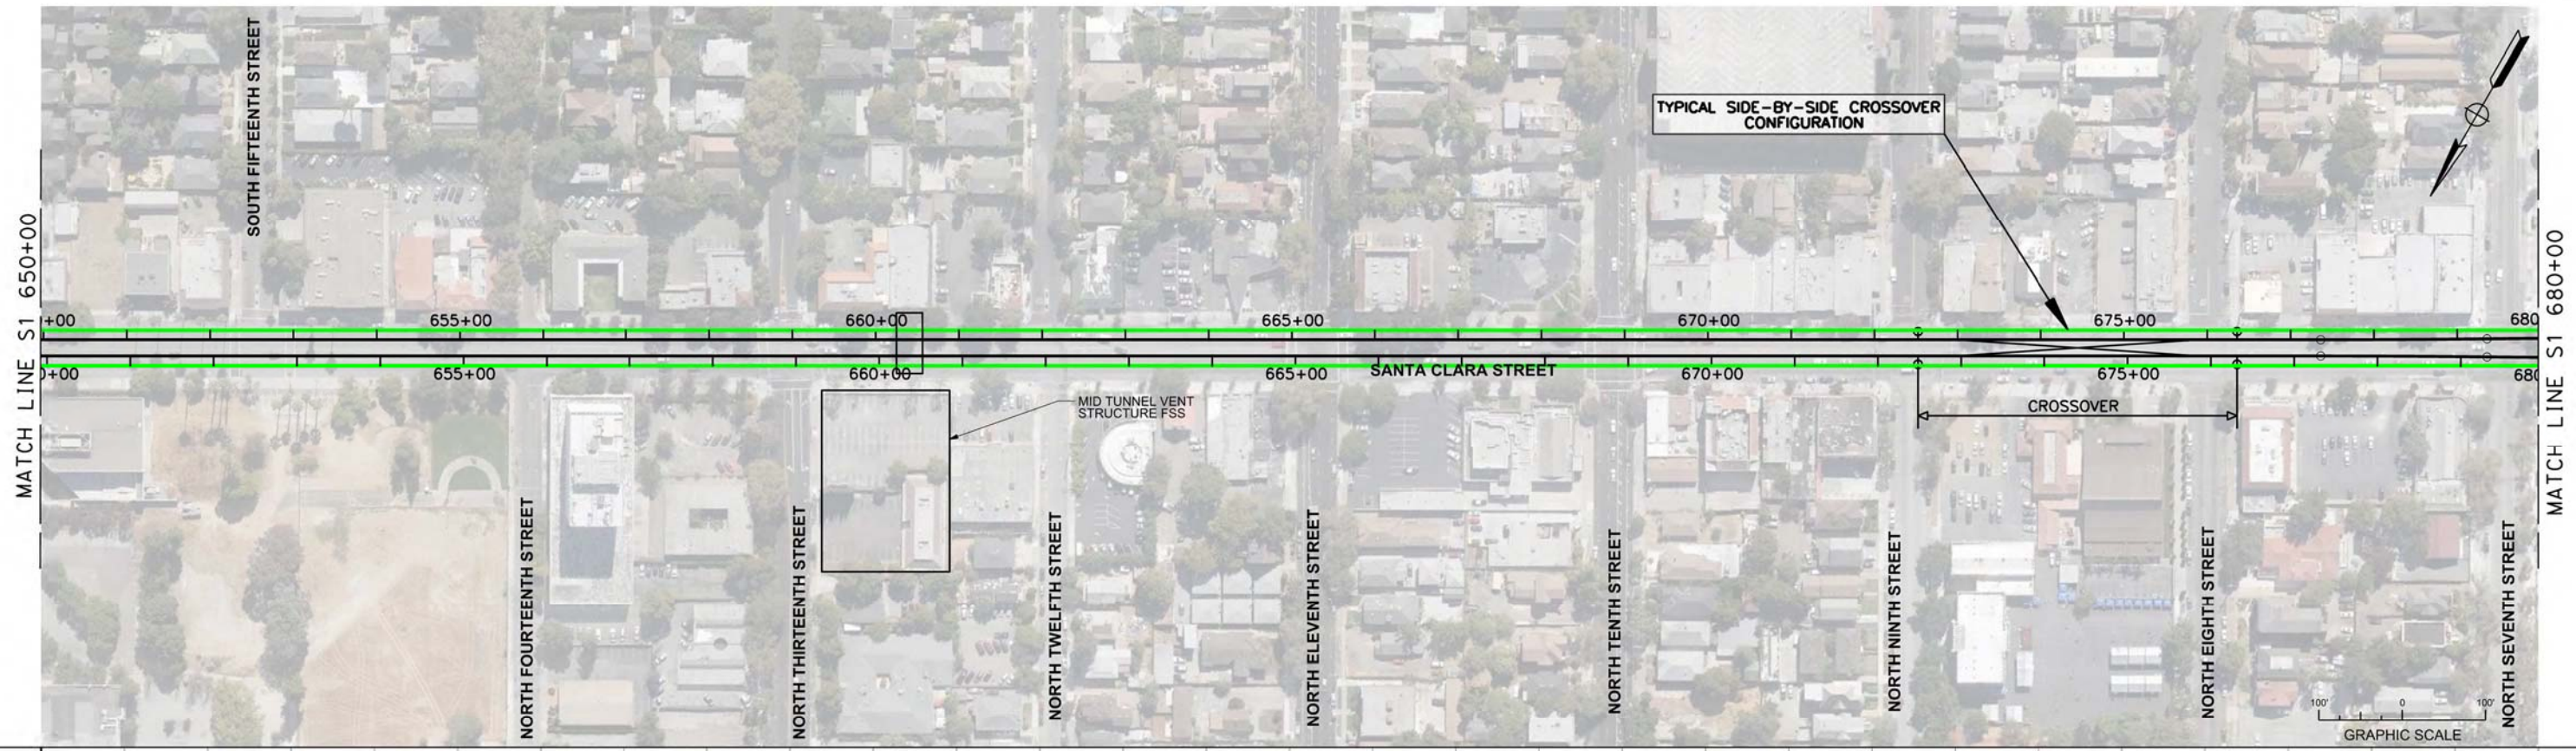 SOUTH FIFTEENTH STREET
TYPICAL SIDE-BY-SIDE CROSSOVER
CONFIGURATION
MATCH LINE S1 650+00
MATCH LINE S1 680+00
+00
655+00
660+00
665+00
670+00
675+00
680
0+00
655+00
660+00
665+00
SANTA CLARA STREET
670+00
675+00
680
MID TUNNEL VENT
STRUCTURE FSS
CROSSOVER
NORTH FOURTEENTH STREET
NORTH THIRTEENTH STREET
NORTH TWELFTH STREET
NORTH ELEVENTH STREET
NORTH TENTH STREET
NORTH NINTH STREET
NORTH EIGHTH STREET
NORTH SEVENTH STREET
100' 0 100'
GRAPHIC SCALE